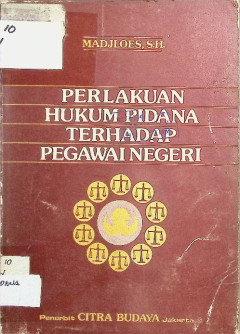 10
MADJLOES, S.H.
PERLAKUAN
HUKUM PIDANA
TERHADAP
PEGAWAI NEGERI
10
Penerbit CITRA BUDAYA Jakarta